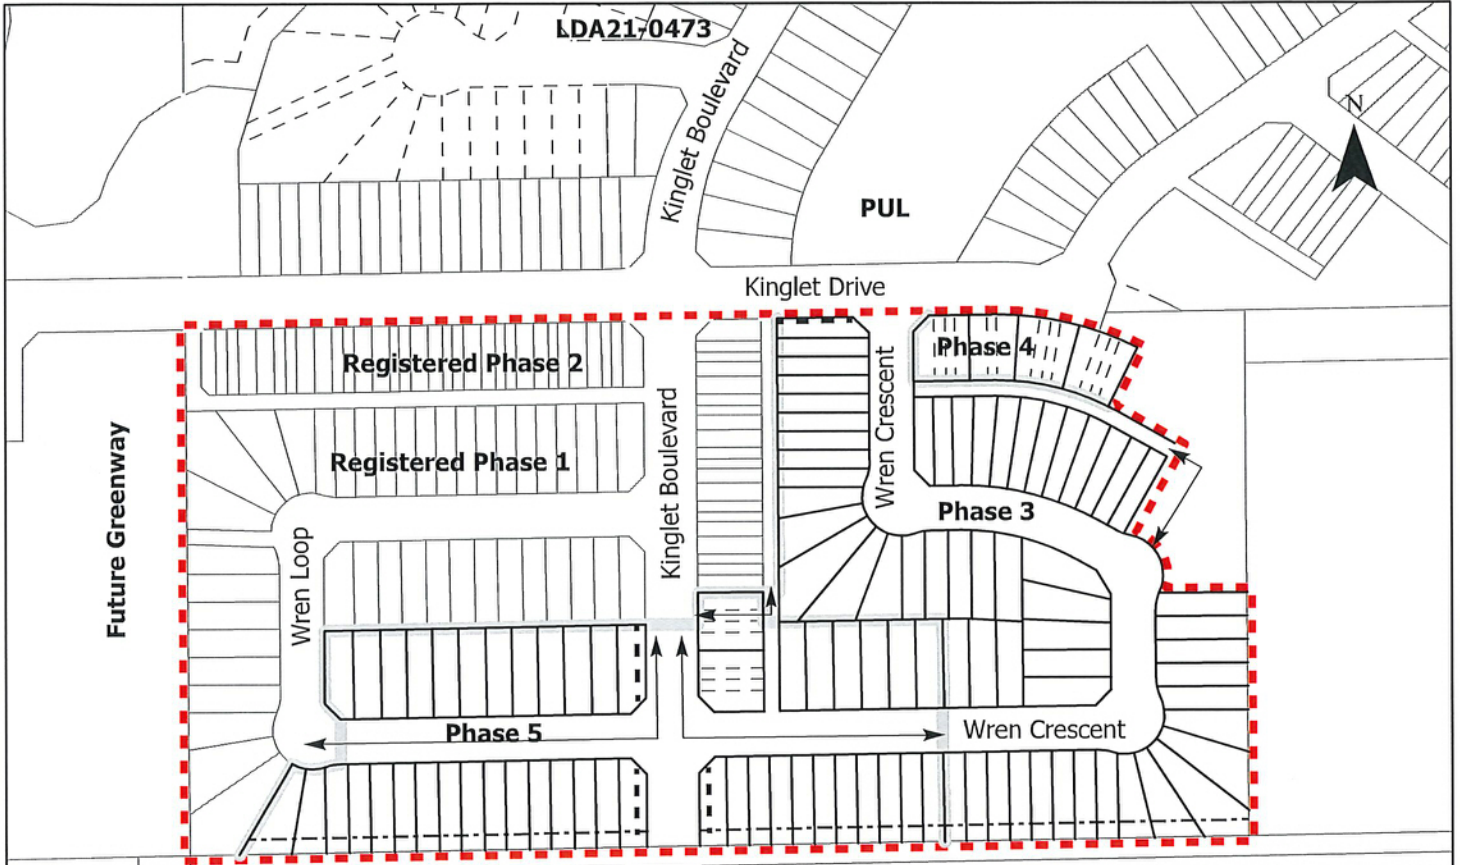 LDA21-0473
Kinglet Boulevard
N
PUL
Kinglet Drive
Registered Phase 2
Phase 4
Wren Crescent
Kinglet Boulevard
Registered Phase 1
Future Greenway
Phase 3
Wren Loop
Phase 5
Wren Crescent